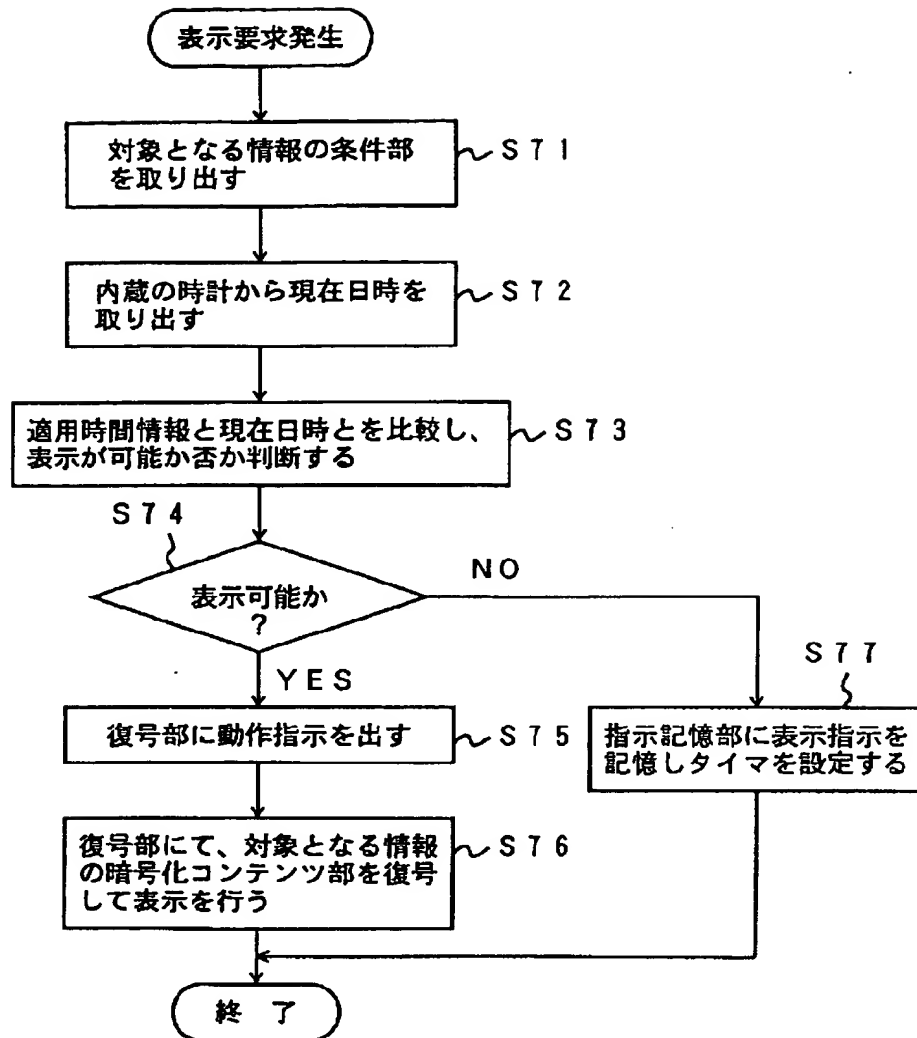 表示要求発生
対象となる情報の条件部
を取り出す
S71
内蔵の時計から現在日時を
取り出す
S72
適用時間情報と現在日時とを比較し、
表示が可能か否か判断する
S73
S74
表示可能か
?
NO
YES
S77
復号部に動作指示を出す
S75
指示記憶部に表示指示を
記憶しタイマを設定する
復号部にて、対象となる情報
の暗号化コンテンツ部を復号
して表示を行う
S76
終 了